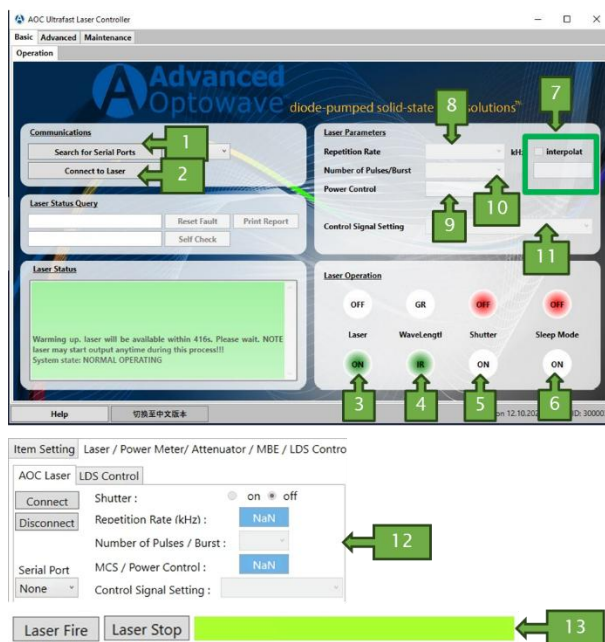 AOC Ultrafast Laser Controller
Basic Advanced Maintenance
Operation
Advanced
Optowave
diode-pumped solid-state solutions™
8
7
Communications
Search for Serial Ports
1
Connect to Laser
2
Laser Parameters
Repetition Rate
kHz
interpolat
Number of Pulses/Burst
10
Power Control
9
Control Signal Setting
11
Laser Status Query
Reset Fault Print Report
Self Check
Laser Status
Warming up. laser will be available within 416s. Please wait. NOTE
laser may start output anytime during this process!!!
System state: NORMAL OPERATING
Laser Operation
OFF GR OFF OFF
Laser WaveLengtl Shutter Sleep Mode
ON IR ON ON
3 4 5 6
Help 切换至中文版本 on 12.10.202 ID: 30000
Item Setting Laser / Power Meter/ Attenuator / MBE / LDS Contro
AOC Laser LDS Control
Connect Shutter : on off
Disconnect Repetition Rate (kHz) : NaN
Number of Pulses / Burst :
12
Serial Port MCS / Power Control : NaN
None Control Signal Setting :
Laser Fire Laser Stop 13